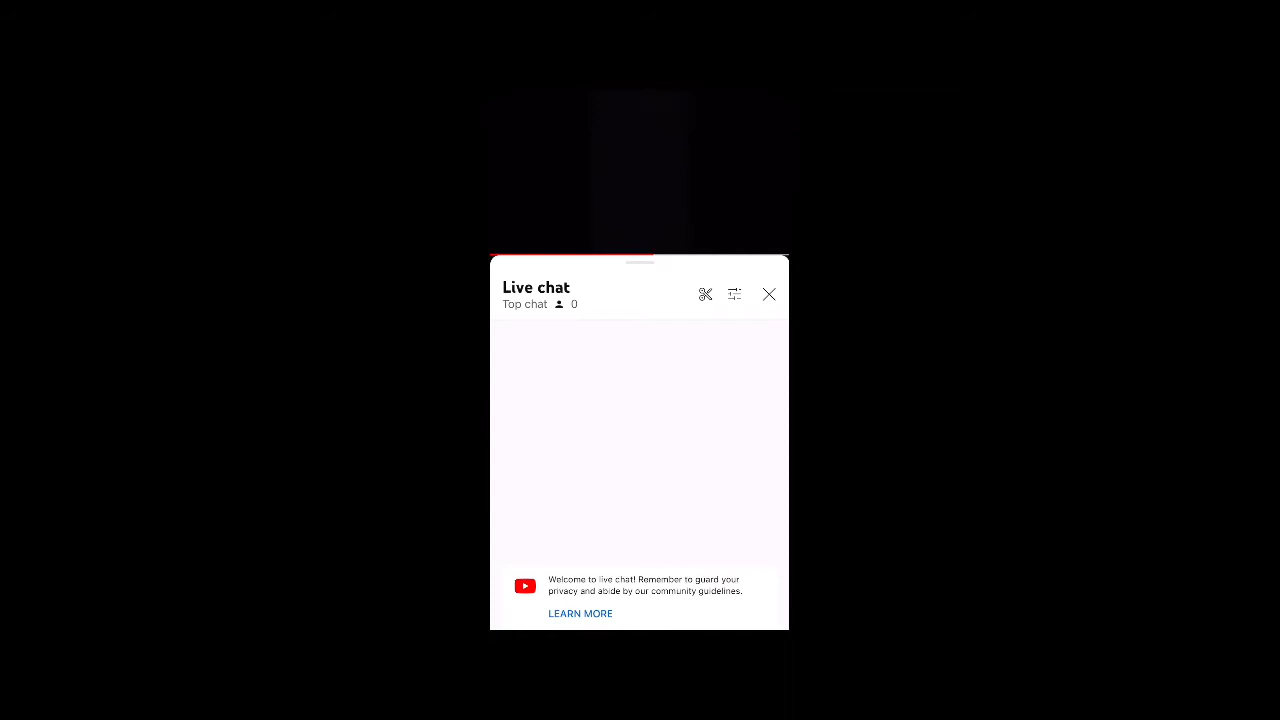 Live chat
Top chat 0
Welcome to live chat! Remember to guard your
privacy and abide by our community guidelines.
LEARN MORE